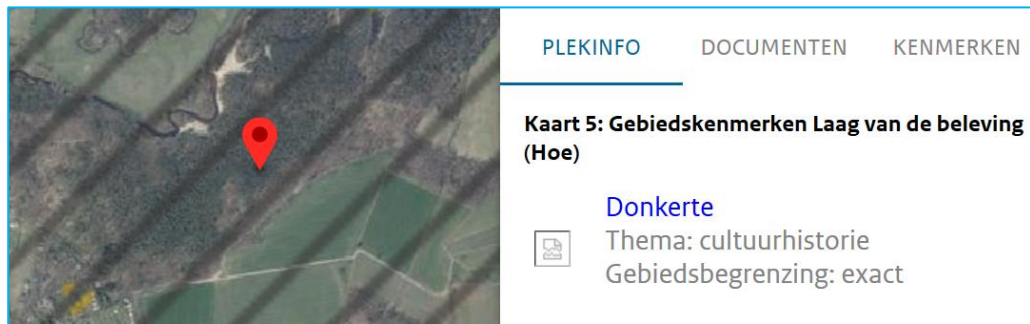 PLEKINFO DOCUMENTEN KENMERKEN
Kaart 5: Gebiedskenmerken Laag van de beleving
(Hoe)
Donkerte
Thema: cultuurhistorie
Gebiedsbegrenzing: exact